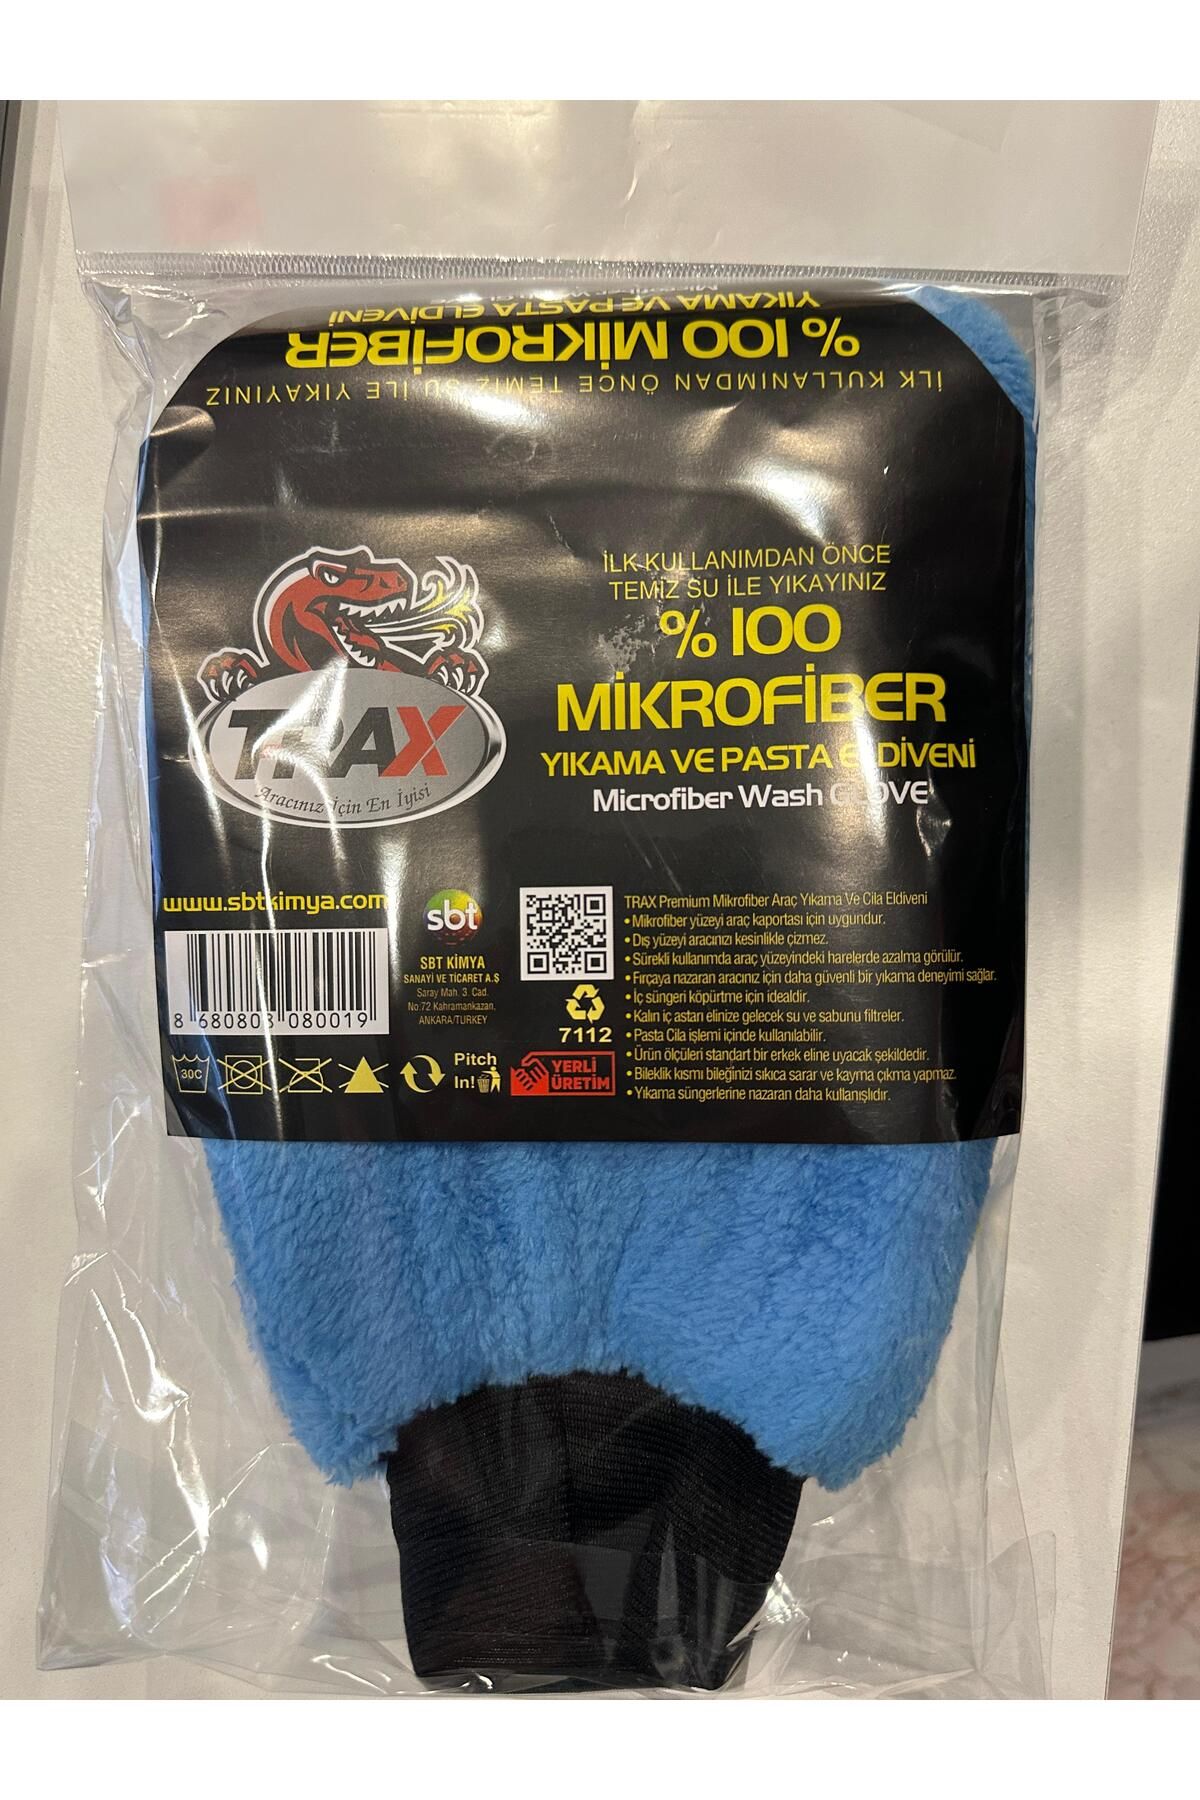 % 100 MİKROFİBER
YIKAMA VE PASTA ELDİVENİ
İLK KULLANIMDAN ÖNCE TEMİZ SU İLE YIKAYINIZ
TRAX
Aracınız İçin En İyisi
İLK KULLANIMDAN ÖNCE
TEMİZ SU İLE YIKAYINIZ
% 100
MİKROFİBER
YIKAMA VE PASTA ELDİVENİ
Microfiber Wash GLOVE
www.sbtkimya.com
8 680803 080019
sbt
SBT KİMYA
SANAYİ VE TİCARET A.Ş
Saray Mah. 3. Cad.
No:72 Kahramankazan,
ANKARA/TURKEY
7112
30C
Pitch
In!
YERLİ
ÜRETİM
TRAX Premium Mikrofiber Araç Yıkama Ve Cila Eldiveni
• Mikrofiber yüzeyi araç kaportası için uygundur.
• Dış yüzeyi aracınızı kesinlikle çizmez.
• Sürekli kullanımda araç yüzeyindeki harelerde azalma görülür.
• Fırçaya nazaran aracınız için daha güvenli bir yıkama deneyimi sağlar.
• İç süngeri köpürtme için idealdir.
• Kalın iç astarı elinize gelecek su ve sabunu filtreler.
• Pasta Cila işlemi içinde kullanılabilir.
• Ürün ölçüleri standart bir erkek eline uyacak şekildedir.
• Bileklik kısmı bileğinizi sıkıca sarar ve kayma çıkma yapmaz.
• Yıkama süngerlerine nazaran daha kullanışlıdır.